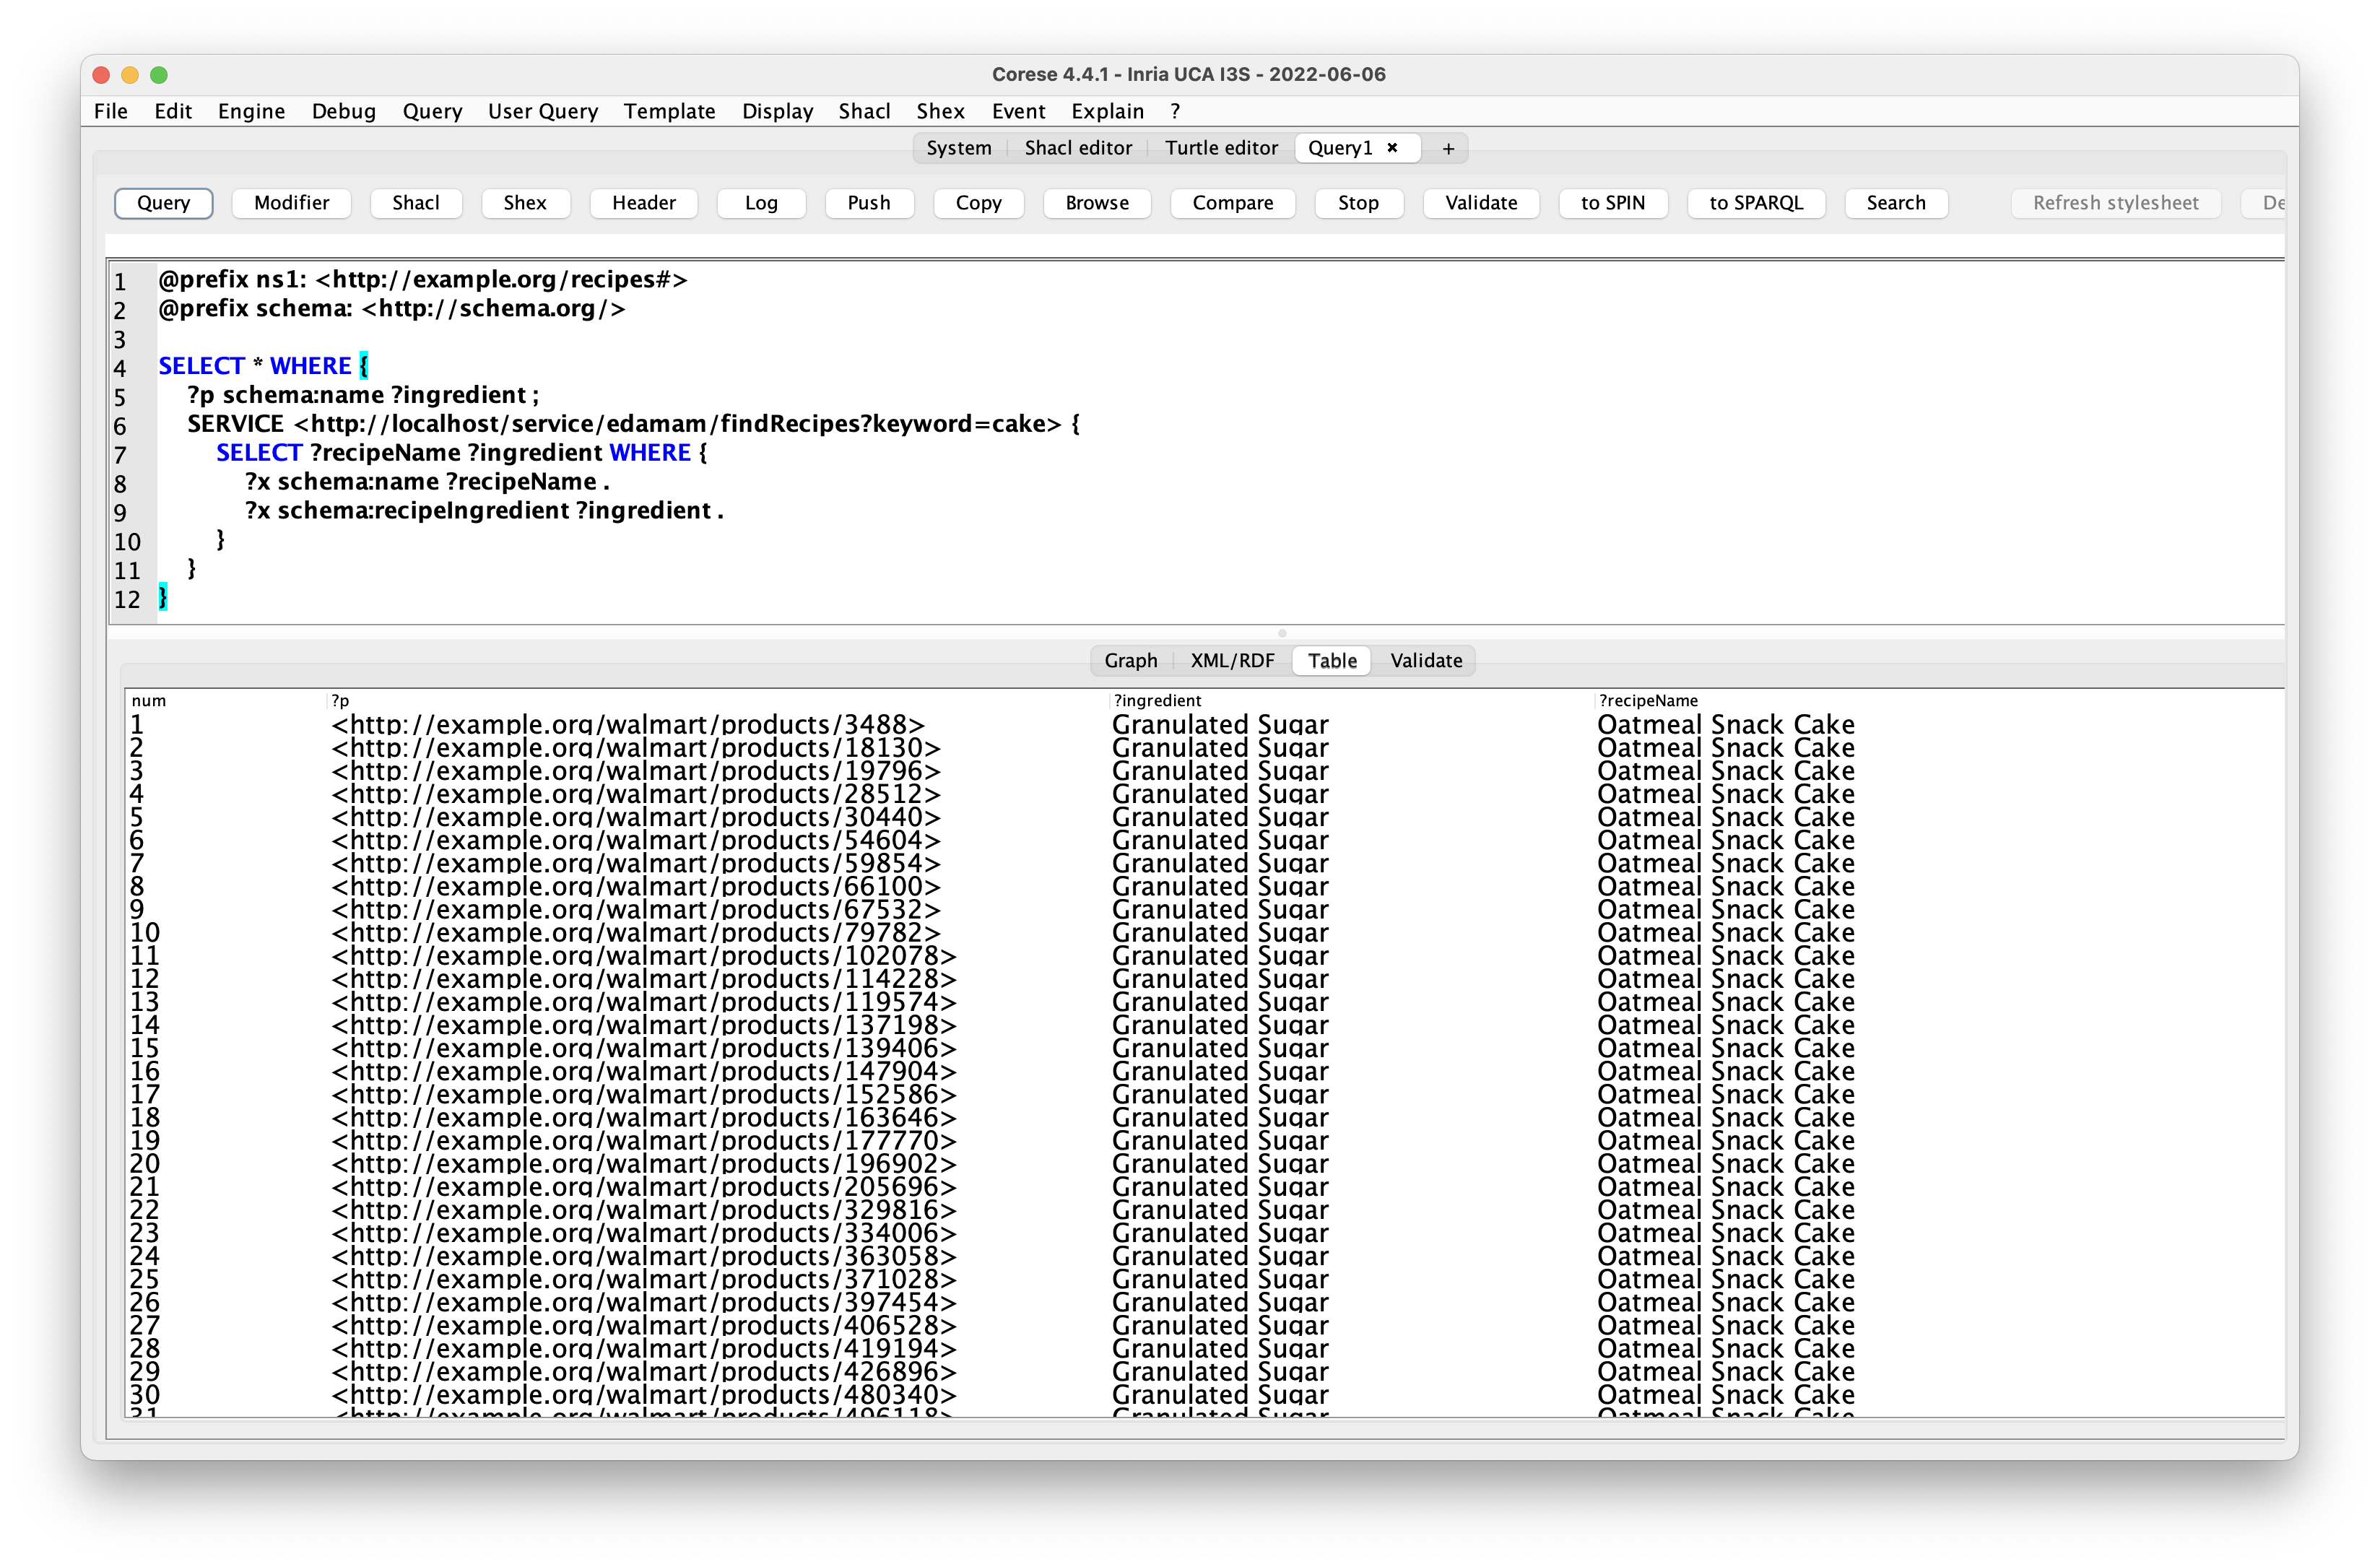 Corese 4.4.1 - Inria UCA I3S - 2022-06-06
File Edit Engine Debug Query User Query Template Display Shacl Shex Event Explain ?
System Shacl editor Turtle editor Query1 × +
Query Modifier Shacl Shex Header Log Push Copy Browse Compare Stop Validate to SPIN to SPARQL Search Refresh stylesheet De
1 @prefix ns1: <http://example.org/recipes#>
2 @prefix schema: <http://schema.org/>
3
4 SELECT * WHERE {
5 ?p schema:name ?ingredient ;
6 SERVICE <http://localhost/service/edamam/findRecipes?keyword=cake> {
7 SELECT ?recipeName ?ingredient WHERE {
8 ?x schema:name ?recipeName .
9 ?x schema:recipeIngredient ?ingredient .
10 }
11 }
12 }
Graph XML/RDF Table Validate
num ?p ?ingredient ?recipeName
1 <http://example.org/walmart/products/3488> Granulated Sugar Oatmeal Snack Cake
2 <http://example.org/walmart/products/18130> Granulated Sugar Oatmeal Snack Cake
3 <http://example.org/walmart/products/19796> Granulated Sugar Oatmeal Snack Cake
4 <http://example.org/walmart/products/28512> Granulated Sugar Oatmeal Snack Cake
5 <http://example.org/walmart/products/30440> Granulated Sugar Oatmeal Snack Cake
6 <http://example.org/walmart/products/54604> Granulated Sugar Oatmeal Snack Cake
7 <http://example.org/walmart/products/59854> Granulated Sugar Oatmeal Snack Cake
8 <http://example.org/walmart/products/66100> Granulated Sugar Oatmeal Snack Cake
9 <http://example.org/walmart/products/67532> Granulated Sugar Oatmeal Snack Cake
10 <http://example.org/walmart/products/79782> Granulated Sugar Oatmeal Snack Cake
11 <http://example.org/walmart/products/102078> Granulated Sugar Oatmeal Snack Cake
12 <http://example.org/walmart/products/114228> Granulated Sugar Oatmeal Snack Cake
13 <http://example.org/walmart/products/119574> Granulated Sugar Oatmeal Snack Cake
14 <http://example.org/walmart/products/137198> Granulated Sugar Oatmeal Snack Cake
15 <http://example.org/walmart/products/139406> Granulated Sugar Oatmeal Snack Cake
16 <http://example.org/walmart/products/147904> Granulated Sugar Oatmeal Snack Cake
17 <http://example.org/walmart/products/152586> Granulated Sugar Oatmeal Snack Cake
18 <http://example.org/walmart/products/163646> Granulated Sugar Oatmeal Snack Cake
19 <http://example.org/walmart/products/177770> Granulated Sugar Oatmeal Snack Cake
20 <http://example.org/walmart/products/196902> Granulated Sugar Oatmeal Snack Cake
21 <http://example.org/walmart/products/205696> Granulated Sugar Oatmeal Snack Cake
22 <http://example.org/walmart/products/329816> Granulated Sugar Oatmeal Snack Cake
23 <http://example.org/walmart/products/334006> Granulated Sugar Oatmeal Snack Cake
24 <http://example.org/walmart/products/363058> Granulated Sugar Oatmeal Snack Cake
25 <http://example.org/walmart/products/371028> Granulated Sugar Oatmeal Snack Cake
26 <http://example.org/walmart/products/397454> Granulated Sugar Oatmeal Snack Cake
27 <http://example.org/walmart/products/406528> Granulated Sugar Oatmeal Snack Cake
28 <http://example.org/walmart/products/419194> Granulated Sugar Oatmeal Snack Cake
29 <http://example.org/walmart/products/426896> Granulated Sugar Oatmeal Snack Cake
30 <http://example.org/walmart/products/480340> Granulated Sugar Oatmeal Snack Cake
31 Granulated Sugar Oatmeal Snack Cake